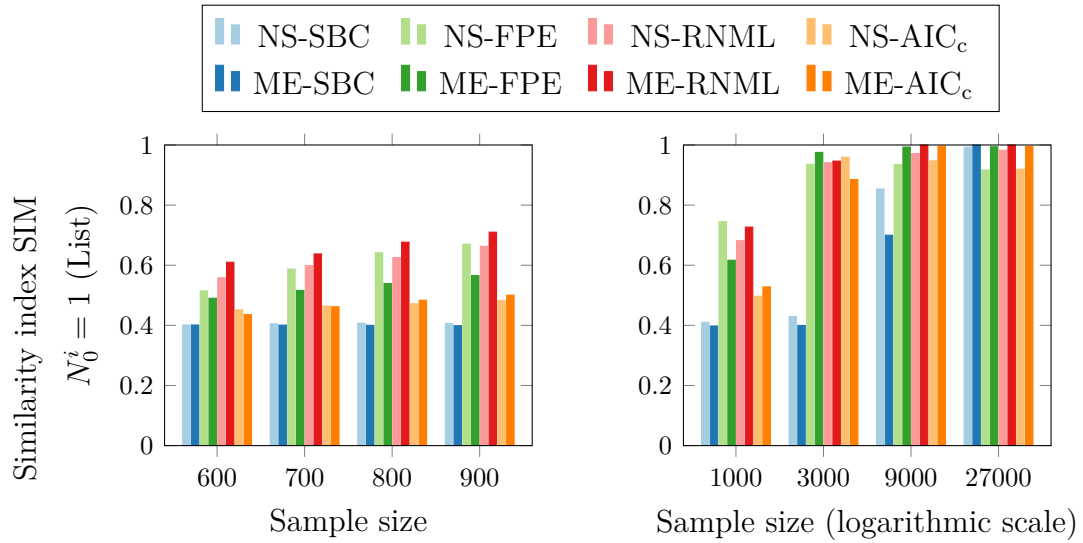 NS-SBC NS-FPE NS-RNML NS-AICc
ME-SBC ME-FPE ME-RNML ME-AICc
Similarity index SIM
N₀ⁱ = 1 (List)
1
0.8
0.6
0.4
0.2
0
600 700 800 900
Sample size
1
0.8
0.6
0.4
0.2
0
1000 3000 9000 27000
Sample size (logarithmic scale)